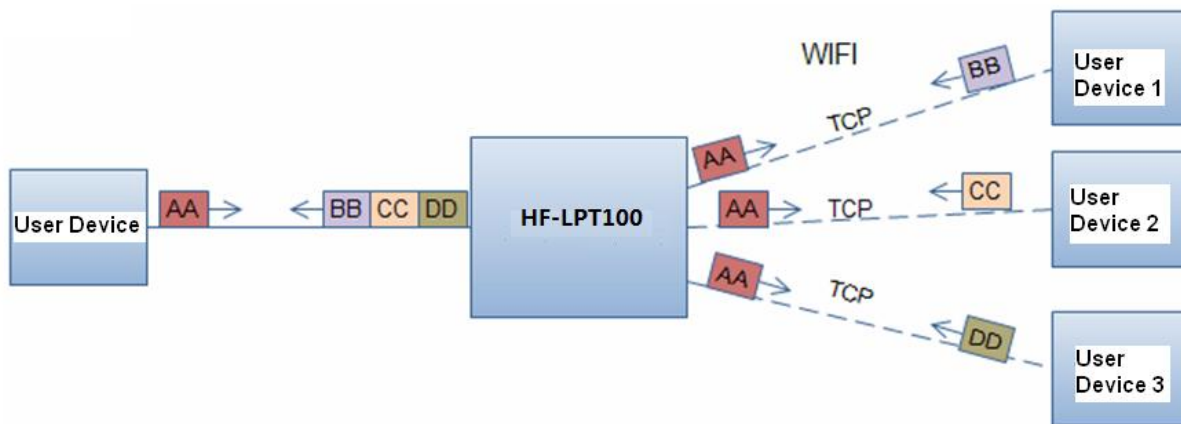 WIFI
User
Device 1
BB
TCP
AA
User Device
AA
BB CC DD
HF-LPT100
AA
TCP
CC
User
Device 2
AA
TCP
DD
User
Device 3